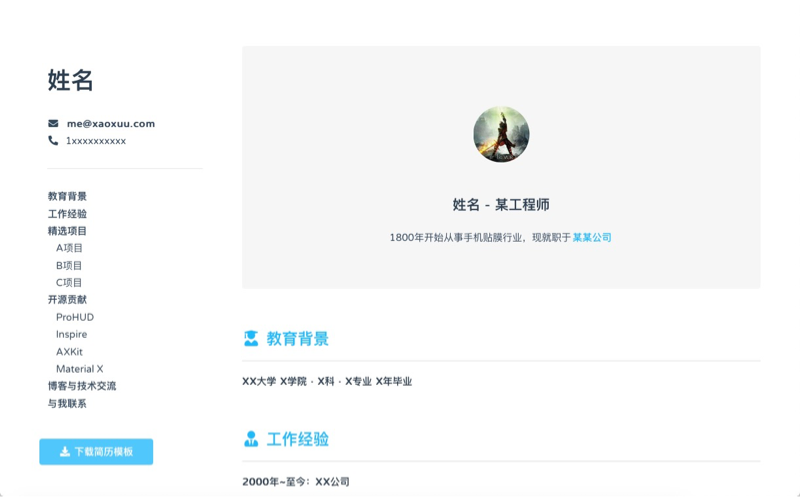 姓名
me@xaoxuu.com
1xxxxxxxxxx
教育背景
工作经验
精选项目
A项目
B项目
C项目
开源贡献
ProHUD
Inspire
AXKit
Material X
博客与技术交流
与我联系
下载简历模板
姓名 - 某工程师
1800年开始从事手机贴膜行业，现就职于 某某公司
教育背景
XX大学 X学院 · X科 · X专业 X年毕业
工作经验
2000年~至今：XX公司